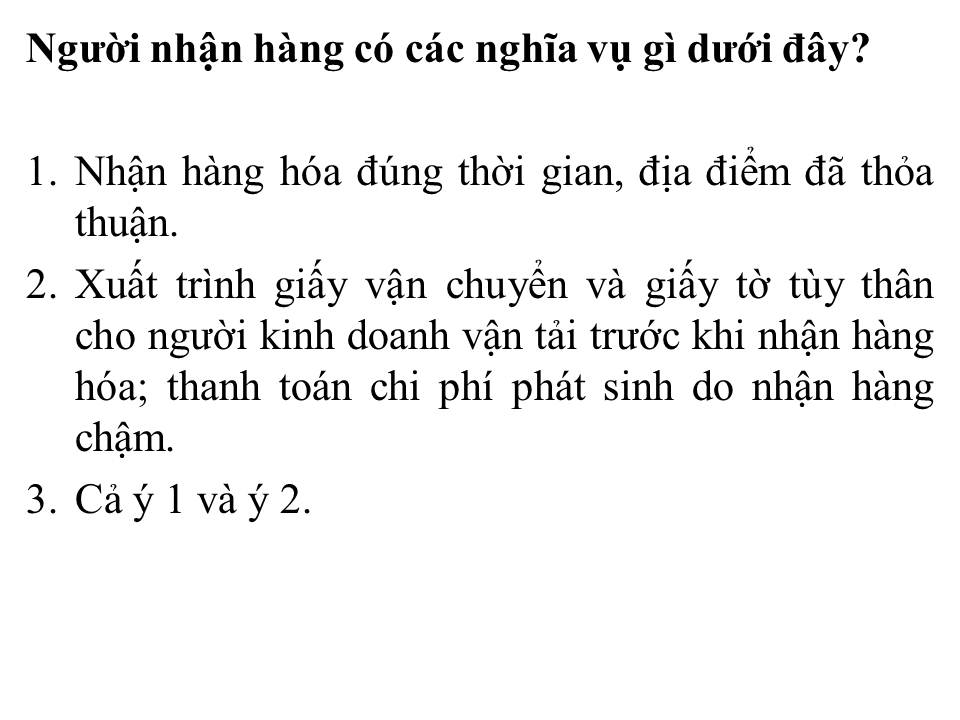 Người nhận hàng có các nghĩa vụ gì dưới đây?
1. Nhận hàng hóa đúng thời gian, địa điểm đã thỏa
thuận.
2. Xuất trình giấy vận chuyển và giấy tờ tùy thân
cho người kinh doanh vận tải trước khi nhận hàng
hóa; thanh toán chi phí phát sinh do nhận hàng
chậm.
3. Cả ý 1 và ý 2.